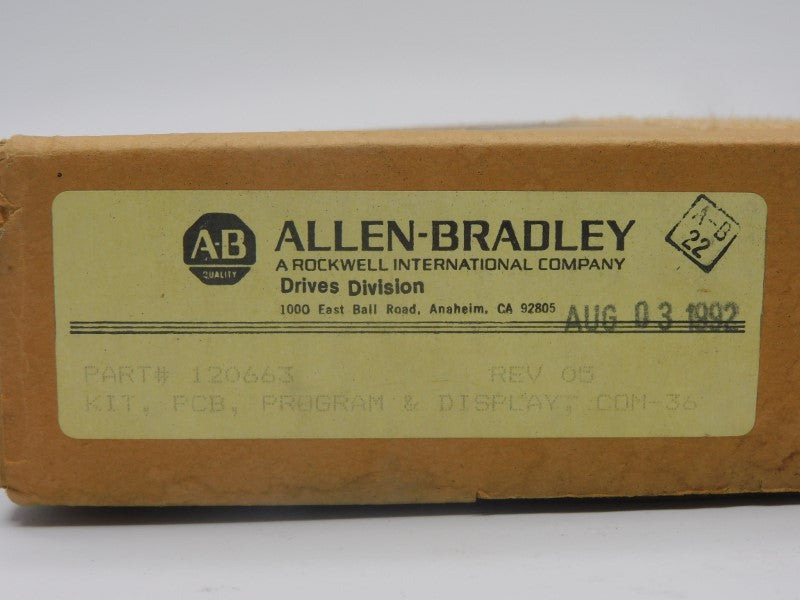 A-B
QUALITY
ALLEN-BRADLEY
A ROCKWELL INTERNATIONAL COMPANY
Drives Division
1000 East Ball Road, Anaheim, CA 92805
A-B
22
AUG 03 1992
PART# 120663 REV 05
KIT, PCB, PROGRAM & DISPLAY, COM-36